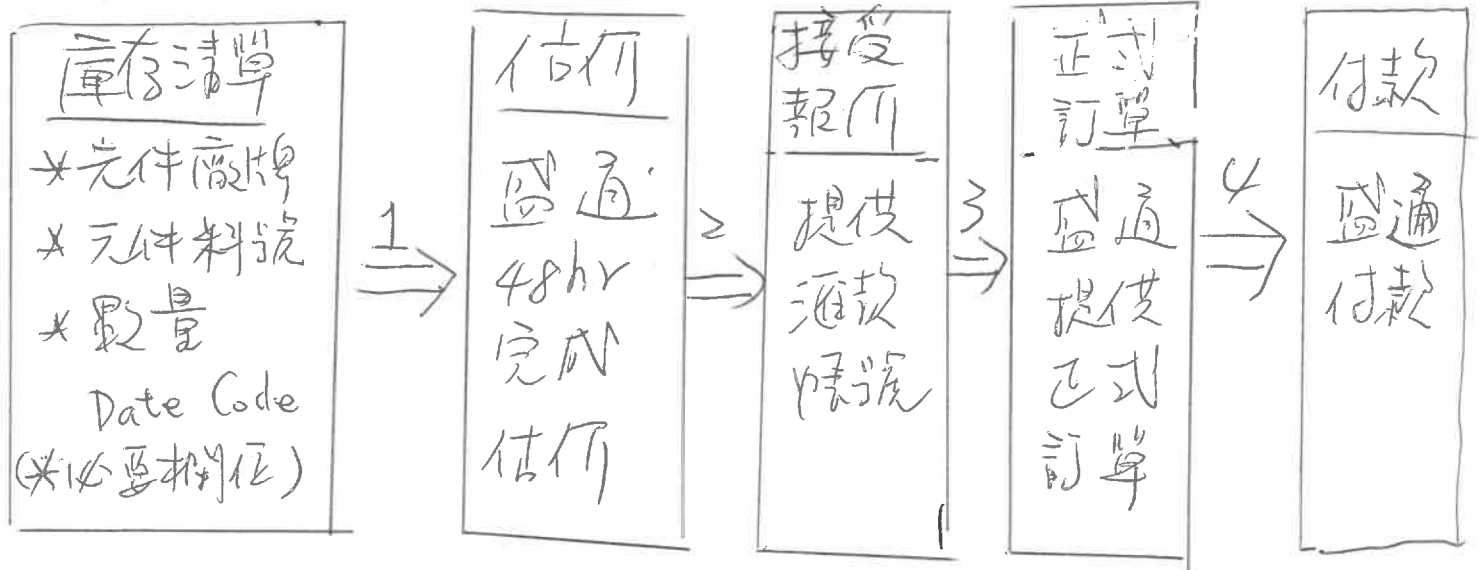 庫存清單
*元件廠牌
*元件料號
*數量
Date Code
(*必要欄位)
1
估价
盛通
48hr
完成
估价
2
接受
報价
提供
匯款
帳號
3
正式
訂單
盛通
提供
正式
訂單
4
付款
盛通
付款